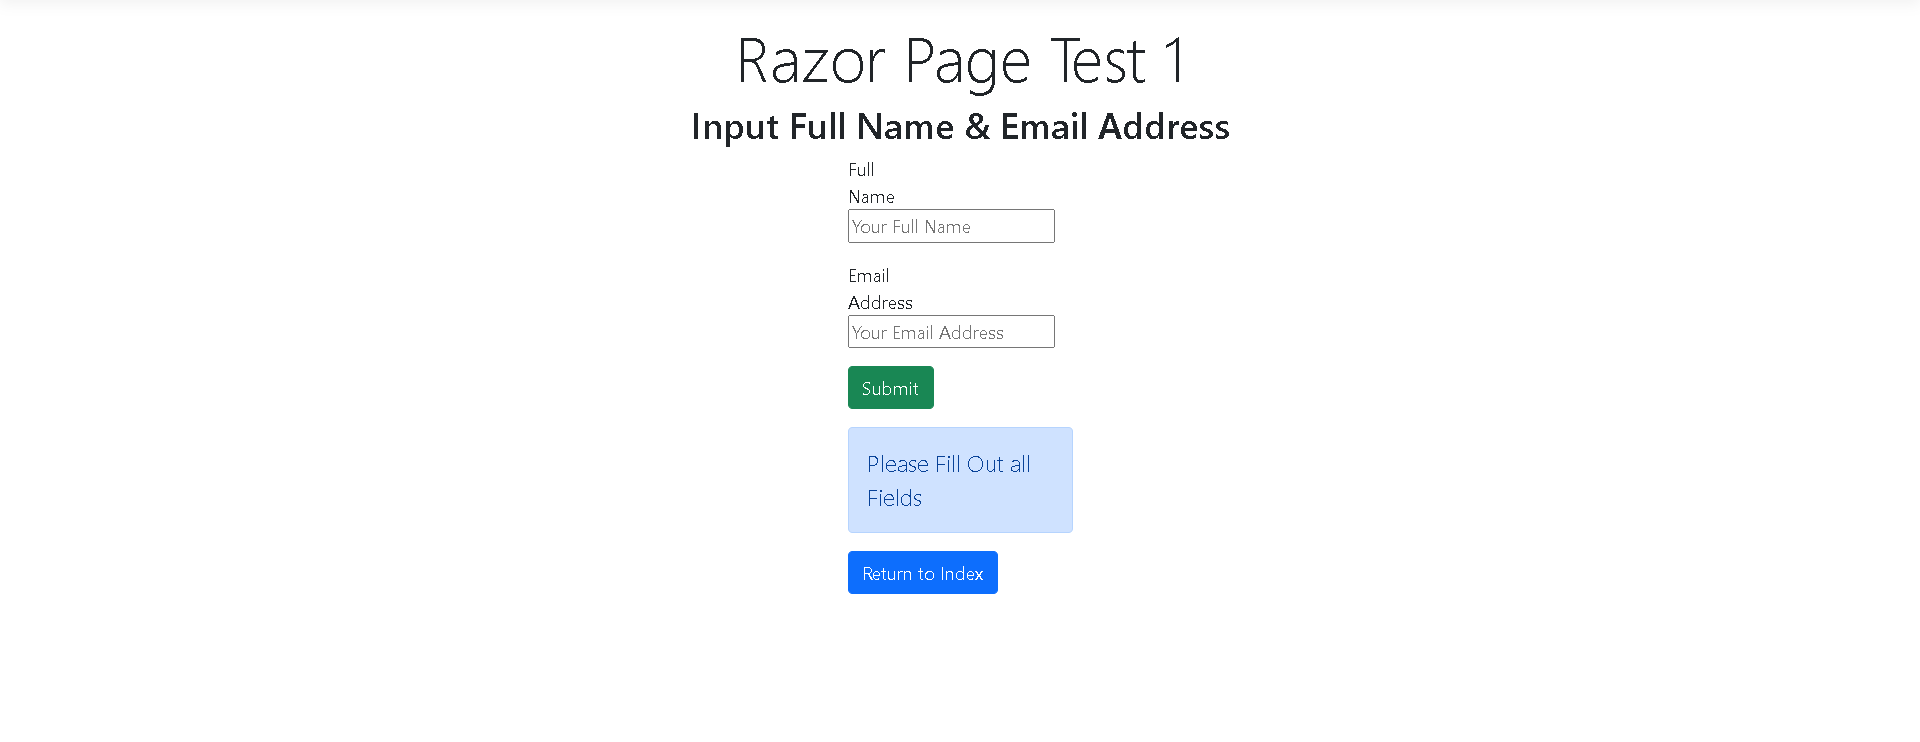 Razor Page Test 1
Input Full Name & Email Address
Full
Name
Your Full Name
Email
Address
Your Email Address
Submit
Please Fill Out all
Fields
Return to Index